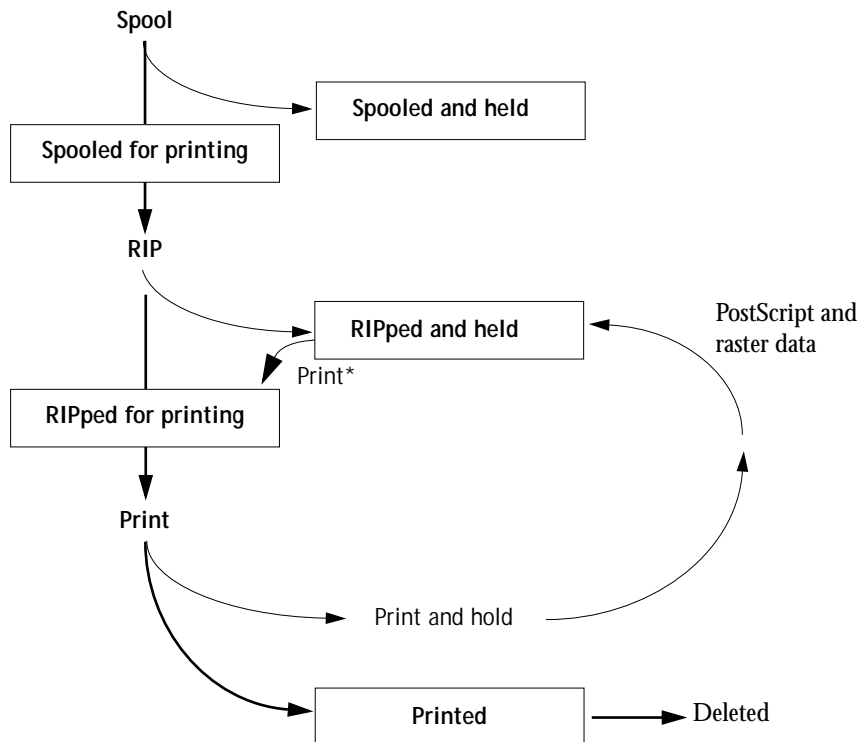 Spool
Spooled and held
Spooled for printing
RIP
RIPped and held
PostScript and
raster data
Print*
RIPped for printing
Print
Print and hold
Printed
Deleted